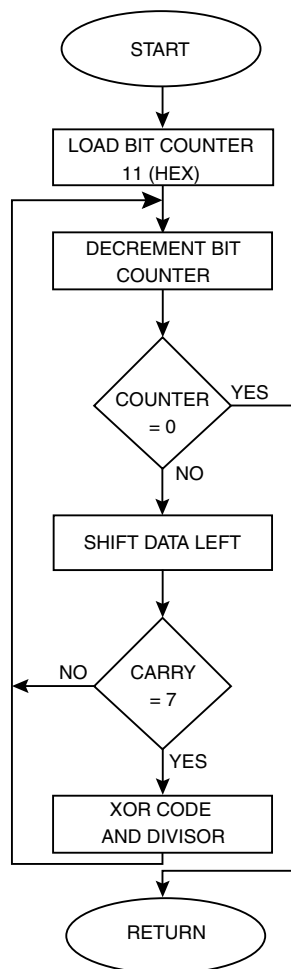 START
LOAD BIT COUNTER
11 (HEX)
DECREMENT BIT
COUNTER
COUNTER
= 0
YES
NO
SHIFT DATA LEFT
NO
CARRY
= 7
YES
XOR CODE
AND DIVISOR
RETURN